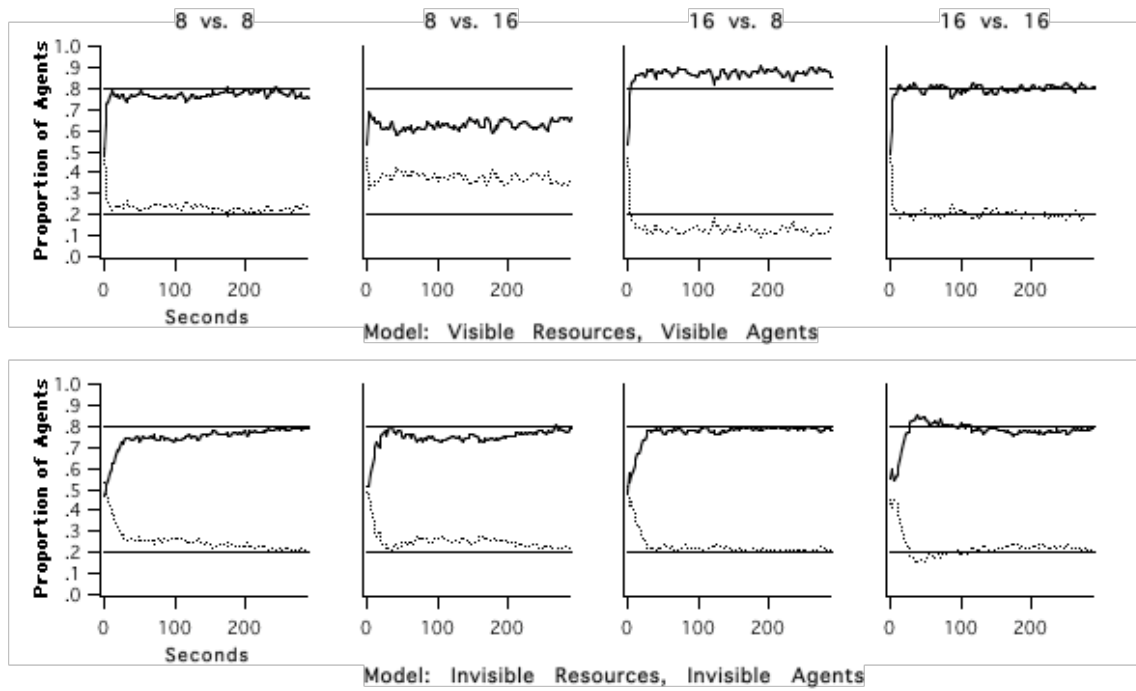 8 vs. 8
8 vs. 16
16 vs. 8
16 vs. 16
Proportion of Agents
1.0
.9
.8
.7
.6
.5
.4
.3
.2
.1
.0
0 100 200
0 100 200
0 100 200
0 100 200
Seconds
Model: Visible Resources, Visible Agents
Proportion of Agents
1.0
.9
.8
.7
.6
.5
.4
.3
.2
.1
.0
0 100 200
0 100 200
0 100 200
0 100 200
Seconds
Model: Invisible Resources, Invisible Agents